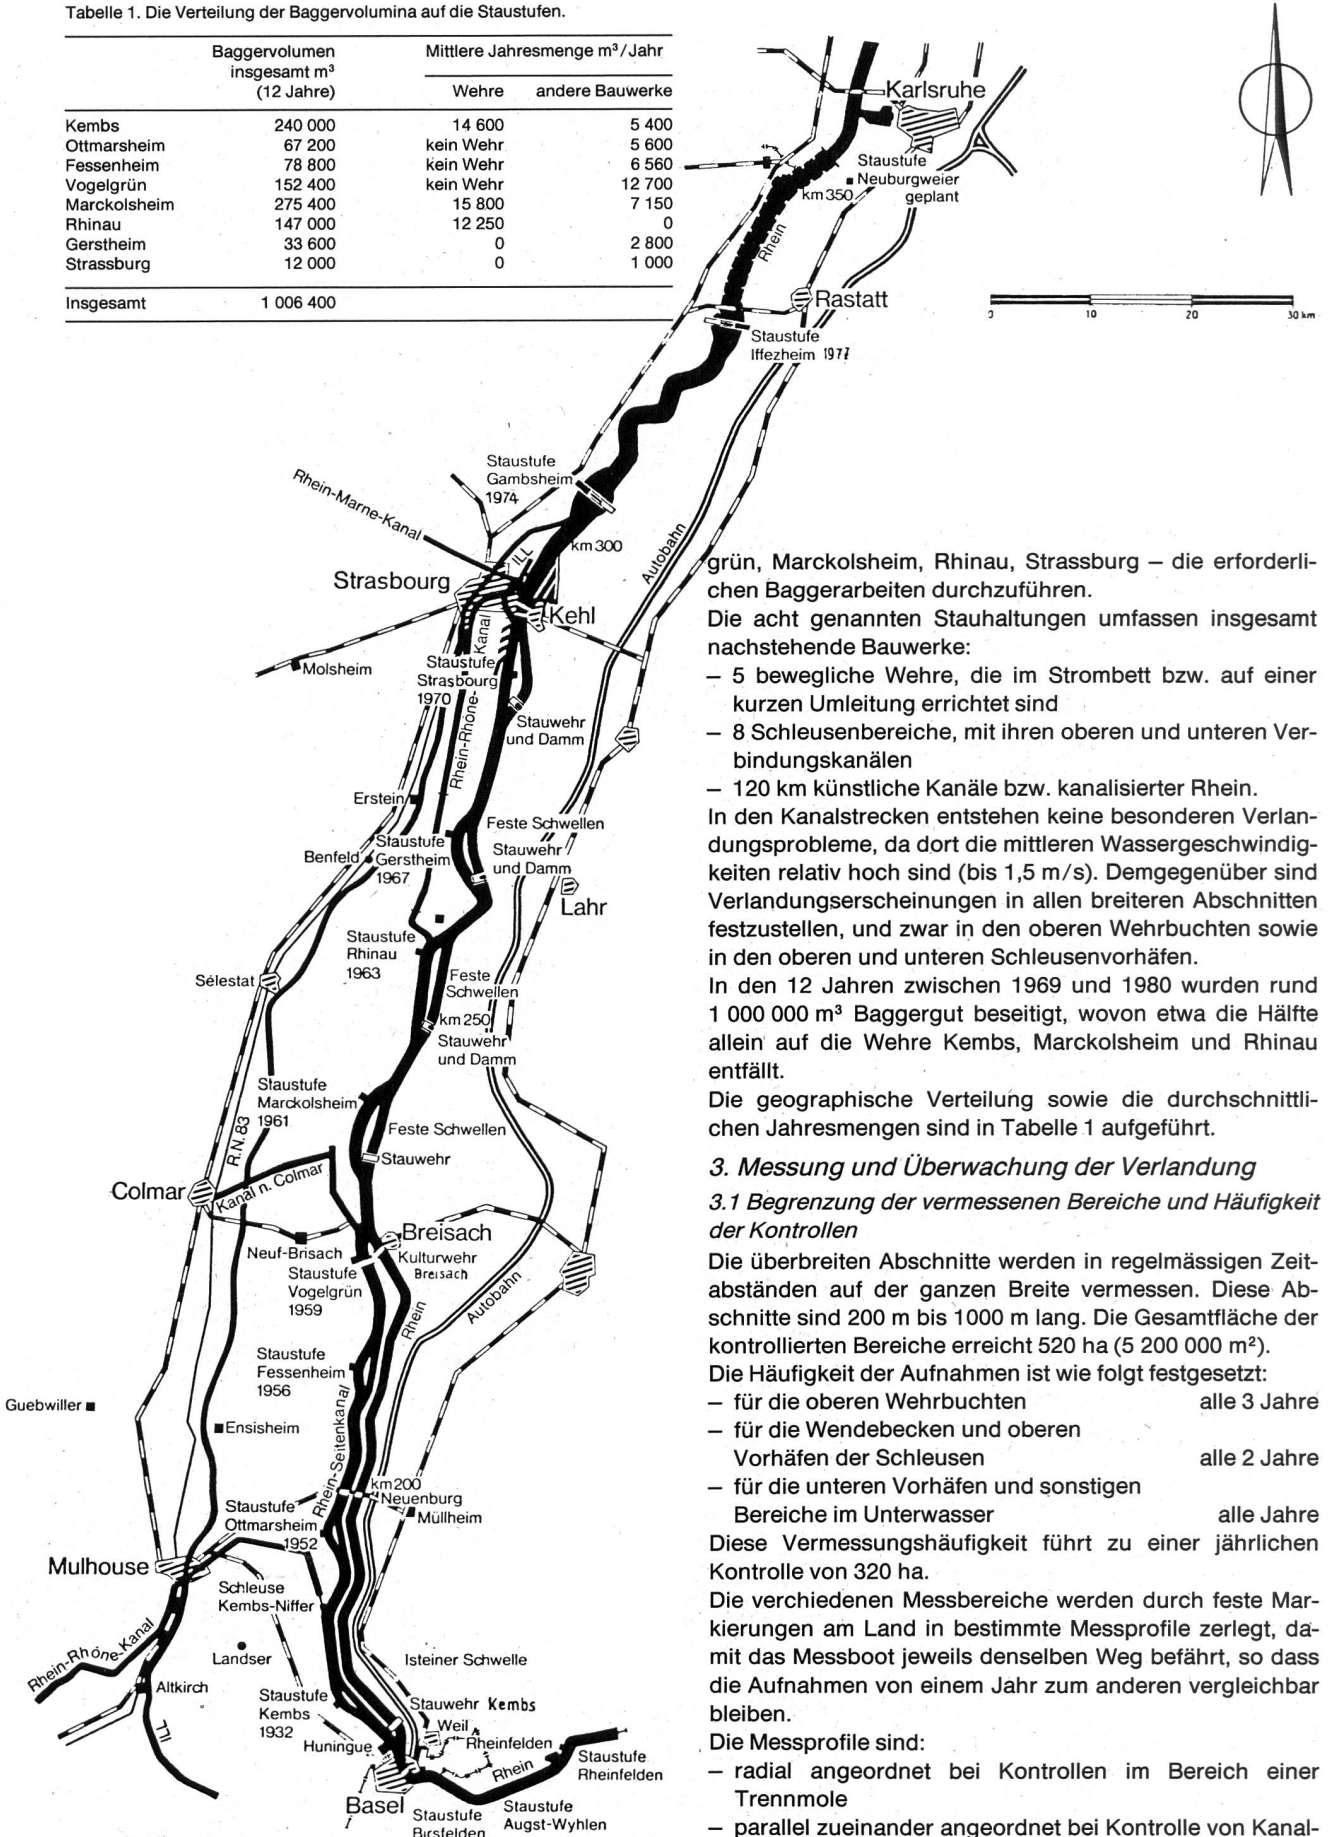 Tabelle 1. Die Verteilung der Baggervolumina auf die Staustufen.
Baggervolumen insgesamt m³ (12 Jahre) Mittlere Jahresmenge m³/Jahr
Wehre andere Bauwerke
Kembs 240 000 14 600 5 400
Ottmarsheim 67 200 kein Wehr 5 600
Fessenheim 78 800 kein Wehr 6 560
Vogelgrün 152 400 kein Wehr 12 700
Marckolsheim 275 400 15 800 7 150
Rhinau 147 000 12 250 0
Gerstheim 33 600 0 2 800
Strassburg 12 000 0 1 000
Insgesamt 1 006 400
Karlsruhe
Staustufe
Neuburgweier
geplant
km 350
Rhein
Rastatt
0 10 20 30 km
Staustufe
Iffezheim 1977
Staustufe
Gambsheim
1974
Rhein-Marne-Kanal
km 300
ILL
Autobahn
Strasbourg
Kehl
Molsheim
Staustufe
Strasbourg
1970
Rhein-Rhône-Kanal
Stauwehr
und Damm
Erstein
Feste Schwellen
Staustufe
Gerstheim
1967
Benfeld
Stauwehr
und Damm
Lahr
Staustufe
Rhinau
1963
Sélestat
Feste
Schwellen
km 250
Stauwehr
und Damm
Staustufe
Marckolsheim
1961
R.N. 83
Feste Schwellen
Stauwehr
Colmar
Kanal n. Colmar
Breisach
Neuf-Brisach
Kulturwehr
Breisach
Staustufe
Vogelgrün
1959
Autobahn
Rhein
Staustufe
Fessenheim
1956
Guebwiller
Ensisheim
Rhein-Seitenkanal
km 200
Neuenburg
Müllheim
Staustufe
Ottmarsheim
1952
Mulhouse
Schleuse
Kembs-Niffer
Rhein-Rhône-Kanal
Landser
Isteiner Schwelle
Altkirch
ILL
Staustufe
Kembs
1932
Stauwehr Kembs
Weil
Rheinfelden
Huningue
Rhein
Staustufe
Rheinfelden
Basel
Staustufe
Augst-Wyhlen
Staustufe
Birsfelden
grün, Marckolsheim, Rhinau, Strassburg – die erforderli-
chen Baggerarbeiten durchzuführen.
Die acht genannten Stauhaltungen umfassen insgesamt
nachstehende Bauwerke:
– 5 bewegliche Wehre, die im Strombett bzw. auf einer
kurzen Umleitung errichtet sind
– 8 Schleusenbereiche, mit ihren oberen und unteren Ver-
bindungskanälen
– 120 km künstliche Kanäle bzw. kanalisierter Rhein.
In den Kanalstrecken entstehen keine besonderen Verlan-
dungsprobleme, da dort die mittleren Wassergeschwindig-
keiten relativ hoch sind (bis 1,5 m/s). Demgegenüber sind
Verlandungserscheinungen in allen breiteren Abschnitten
festzustellen, und zwar in den oberen Wehrbuchten sowie
in den oberen und unteren Schleusenvorhäfen.
In den 12 Jahren zwischen 1969 und 1980 wurden rund
1 000 000 m³ Baggergut beseitigt, wovon etwa die Hälfte
allein auf die Wehre Kembs, Marckolsheim und Rhinau
entfällt.
Die geographische Verteilung sowie die durchschnittli-
chen Jahresmengen sind in Tabelle 1 aufgeführt.
3. Messung und Überwachung der Verlandung
3.1 Begrenzung der vermessenen Bereiche und Häufigkeit
der Kontrollen
Die überbreiten Abschnitte werden in regelmässigen Zeit-
abständen auf der ganzen Breite vermessen. Diese Ab-
schnitte sind 200 m bis 1000 m lang. Die Gesamtfläche der
kontrollierten Bereiche erreicht 520 ha (5 200 000 m²).
Die Häufigkeit der Aufnahmen ist wie folgt festgesetzt:
– für die oberen Wehrbuchten alle 3 Jahre
– für die Wendebecken und oberen
Vorhäfen der Schleusen alle 2 Jahre
– für die unteren Vorhäfen und sonstigen
Bereiche im Unterwasser alle Jahre
Diese Vermessungshäufigkeit führt zu einer jährlichen
Kontrolle von 320 ha.
Die verchiedenen Messbereiche werden durch feste Mar-
kierungen am Land in bestimmte Messprofile zerlegt, da-
mit das Messboot jeweils denselben Weg befährt, so dass
die Aufnahmen von einem Jahr zum anderen vergleichbar
bleiben.
Die Messprofile sind:
– radial angeordnet bei Kontrollen im Bereich einer
Trennmole
– parallel zueinander angeordnet bei Kontrolle von Kanal-